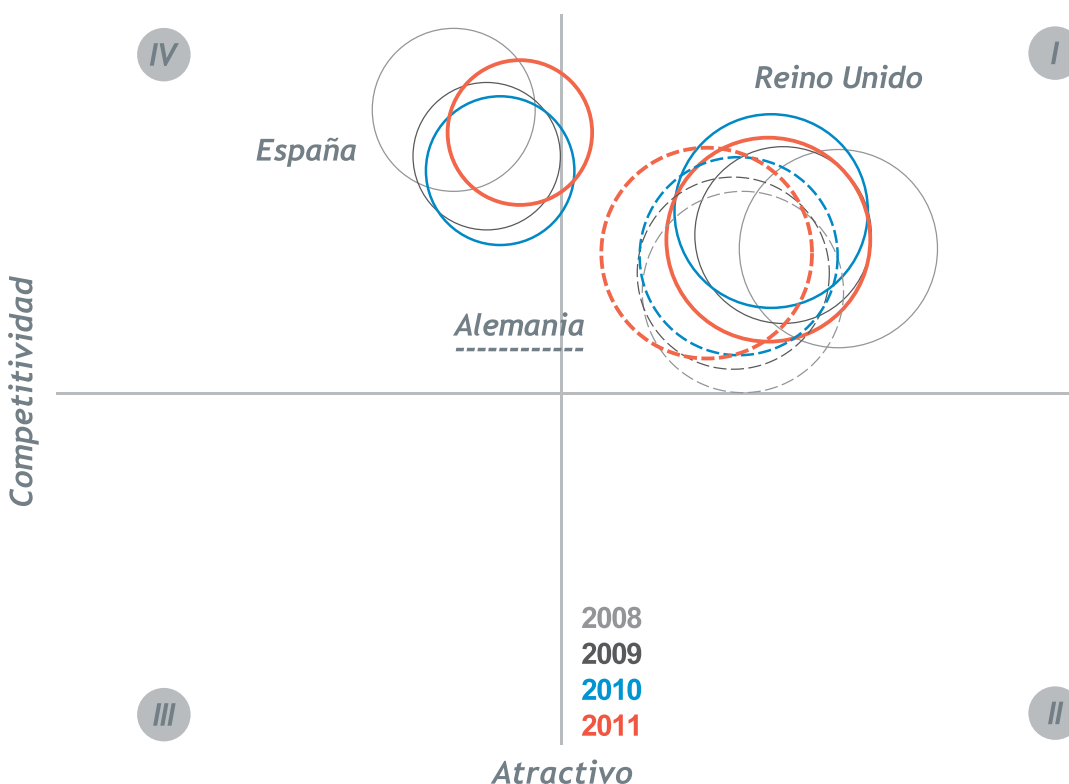 IV
I
Reino Unido
España
Alemania
Competitividad
2008
2009
2010
2011
III
II
Atractivo